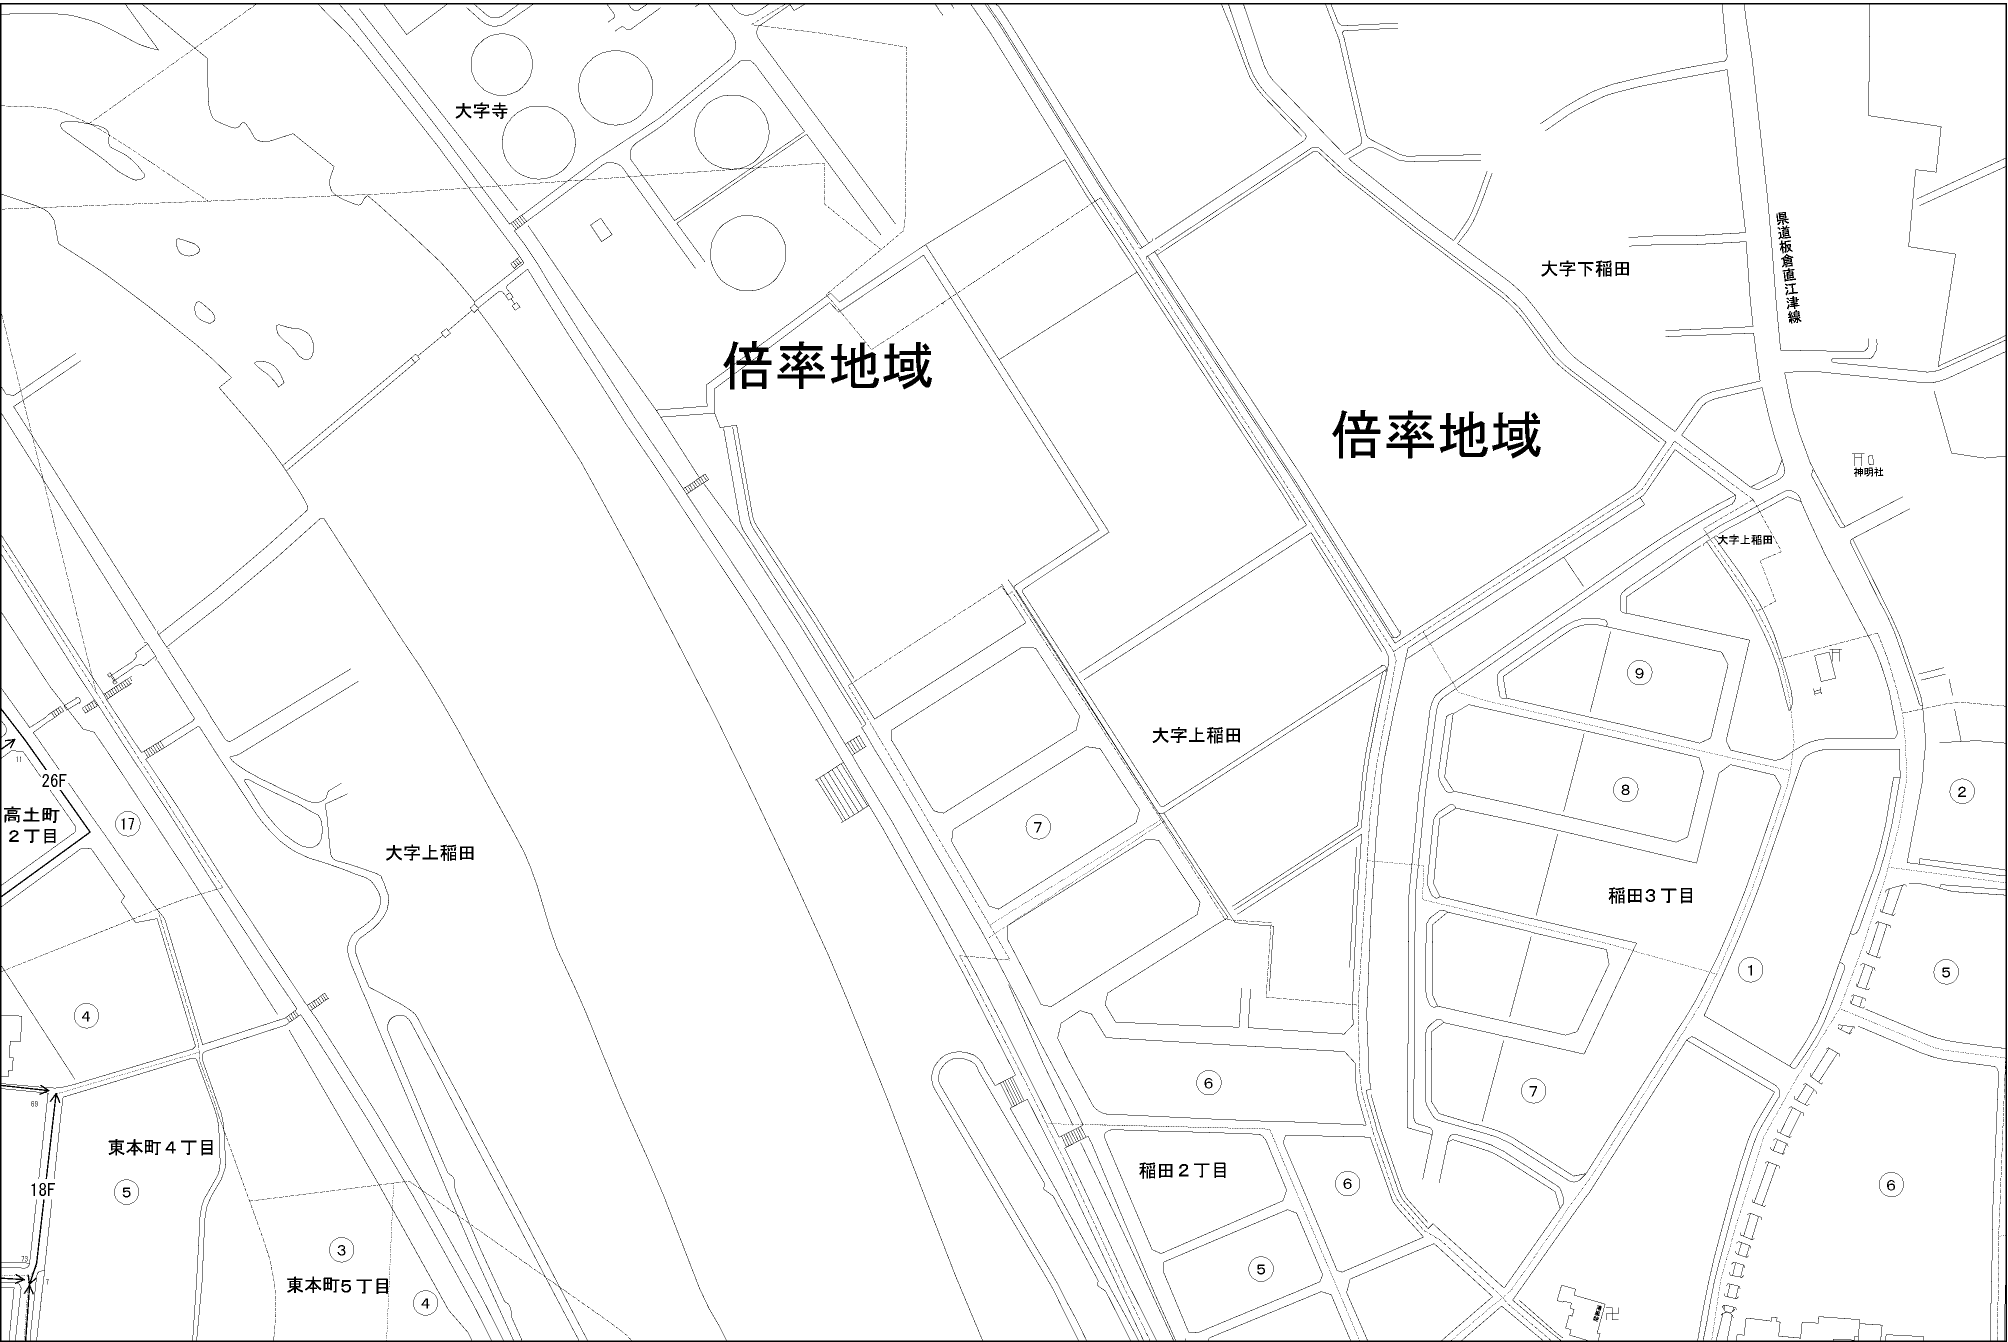 大字寺
大字下稲田
県道板倉直江津線
倍率地域
倍率地域
神明社
大字上稲田
9
大字上稲田
11
26F
8
2
高土町
２丁目
17
7
大字上稲田
稲田３丁目
1
5
4
6
7
69
東本町４丁目
稲田２丁目
18F
5
6
6
3
73
7
5
東本町５丁目
4